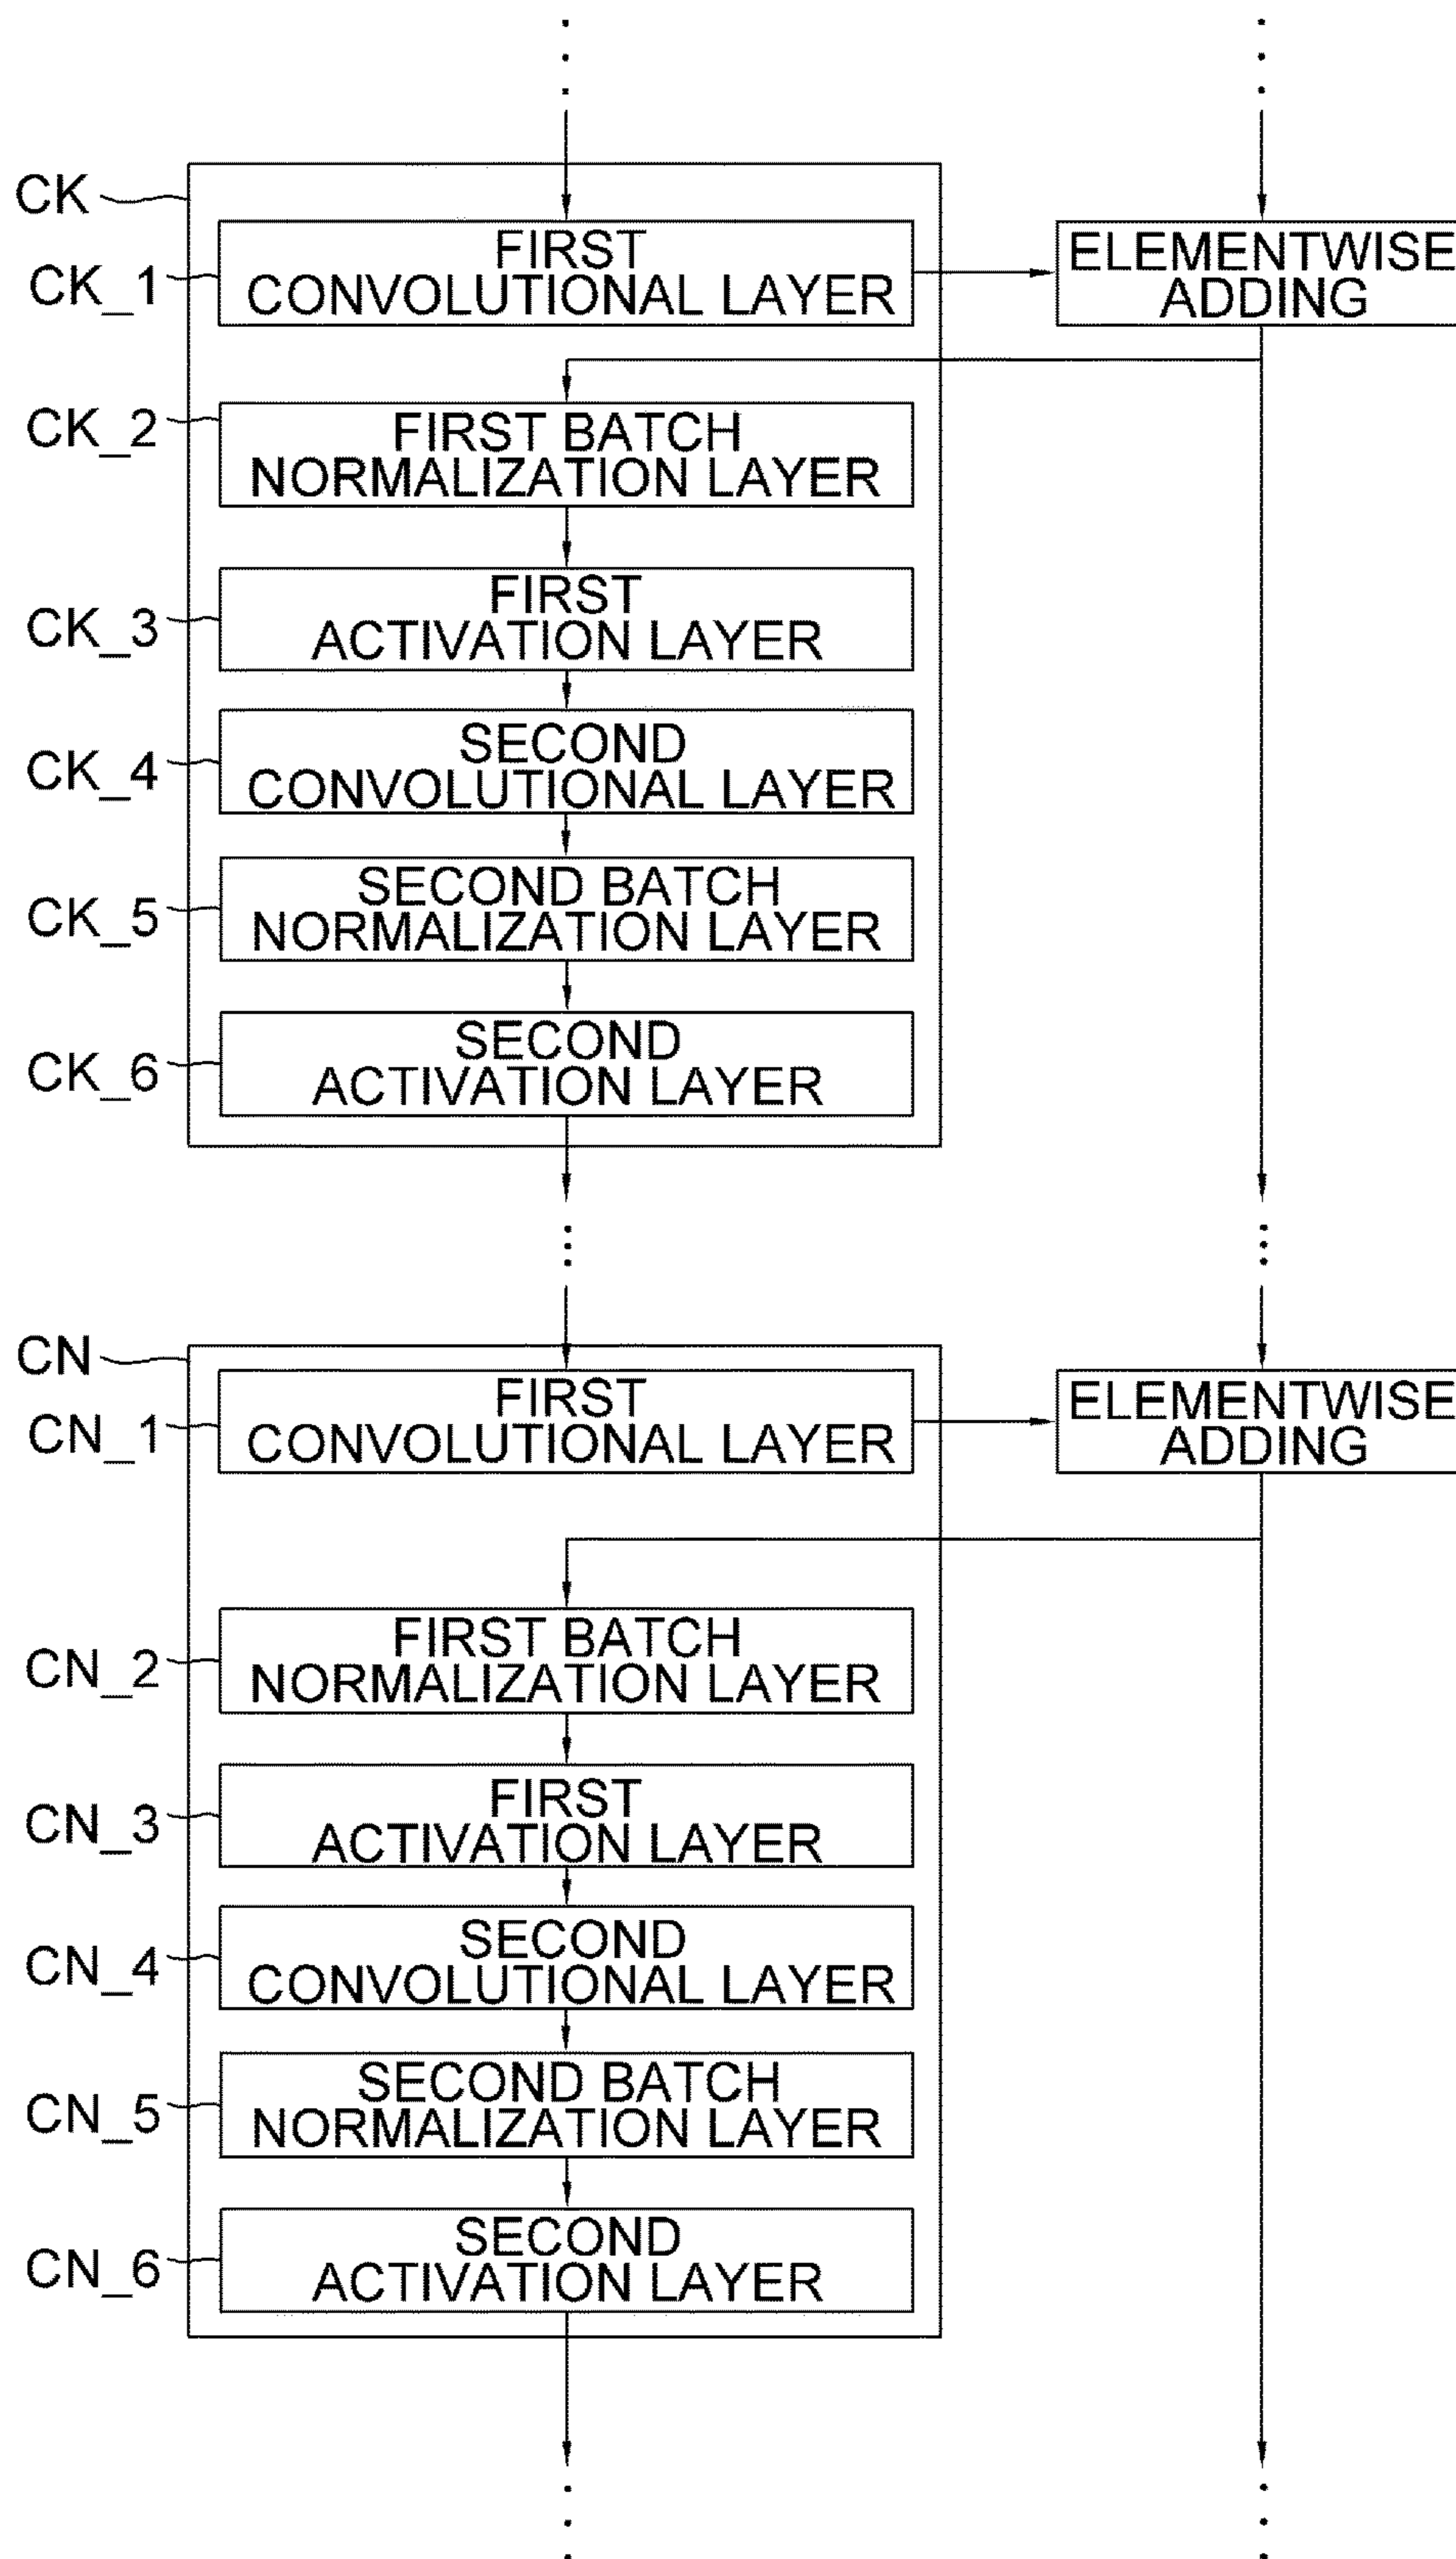 CK
CK_1
FIRST
CONVOLUTIONAL LAYER
ELEMENTWISE
ADDING
CK_2
FIRST BATCH
NORMALIZATION LAYER
CK_3
FIRST
ACTIVATION LAYER
CK_4
SECOND
CONVOLUTIONAL LAYER
CK_5
SECOND BATCH
NORMALIZATION LAYER
CK_6
SECOND
ACTIVATION LAYER
CN
CN_1
FIRST
CONVOLUTIONAL LAYER
ELEMENTWISE
ADDING
CN_2
FIRST BATCH
NORMALIZATION LAYER
CN_3
FIRST
ACTIVATION LAYER
CN_4
SECOND
CONVOLUTIONAL LAYER
CN_5
SECOND BATCH
NORMALIZATION LAYER
CN_6
SECOND
ACTIVATION LAYER